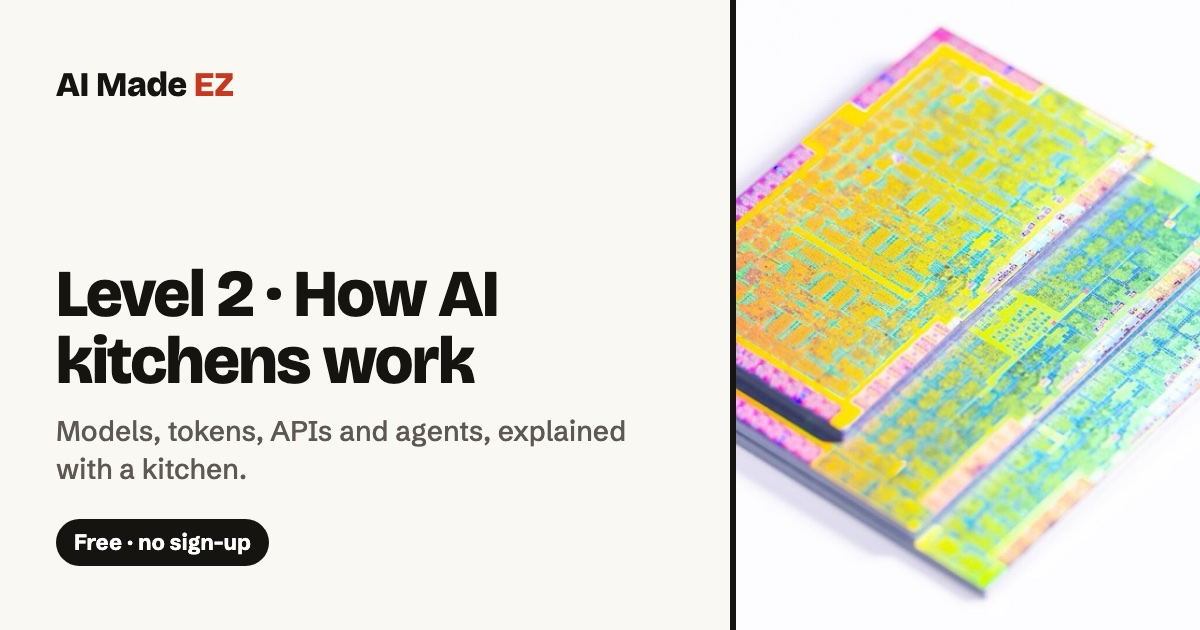 AI Made EZ
Level 2 · How AI
kitchens work
Models, tokens, APIs and agents, explained
with a kitchen.
Free · no sign-up